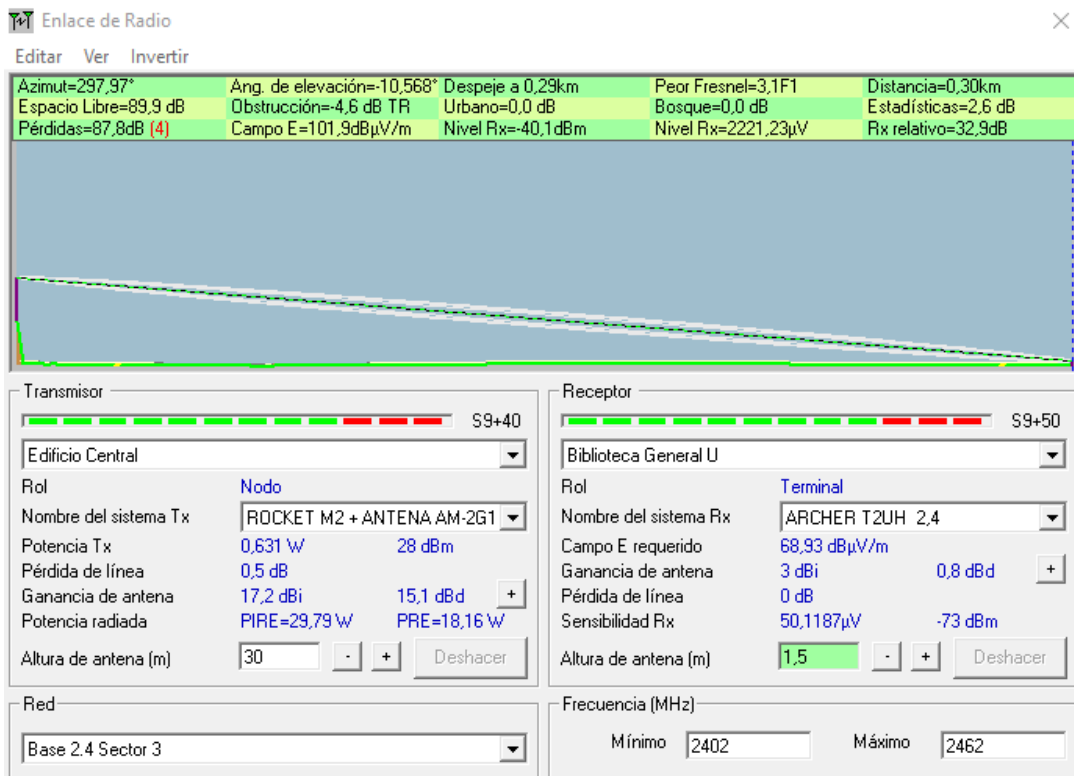 Enlace de Radio
Editar Ver Invertir
Azimut=297,97° Ang. de elevación=-10,568° Despeje a 0,29km Peor Fresnel=3,1F1 Distancia=0,30km
Espacio Libre=89,9 dB Obstrucción=-4,6 dB TR Urbano=0,0 dB Bosque=0,0 dB Estadísticas=2,6 dB
Pérdidas=87,8dB (4) Campo E=101,9dBµV/m Nivel Rx=-40,1dBm Nivel Rx=2221,23µV Rx relativo=32,9dB
Transmisor
S9+40
Edificio Central
Rol Nodo
Nombre del sistema Tx ROCKET M2 + ANTENA AM-2G1
Potencia Tx 0,631 W 28 dBm
Pérdida de línea 0,5 dB
Ganancia de antena 17,2 dBi 15,1 dBd +
Potencia radiada PIRE=29,79 W PRE=18,16 W
Altura de antena (m) 30 - + Deshacer
Receptor
S9+50
Biblioteca General U
Rol Terminal
Nombre del sistema Rx ARCHER T2UH 2,4
Campo E requerido 68,93 dBµV/m
Ganancia de antena 3 dBi 0,8 dBd +
Pérdida de línea 0 dB
Sensibilidad Rx 50,1187µV -73 dBm
Altura de antena (m) 1,5 - + Deshacer
Red
Base 2.4 Sector 3
Frecuencia (MHz)
Mínimo 2402 Máximo 2462